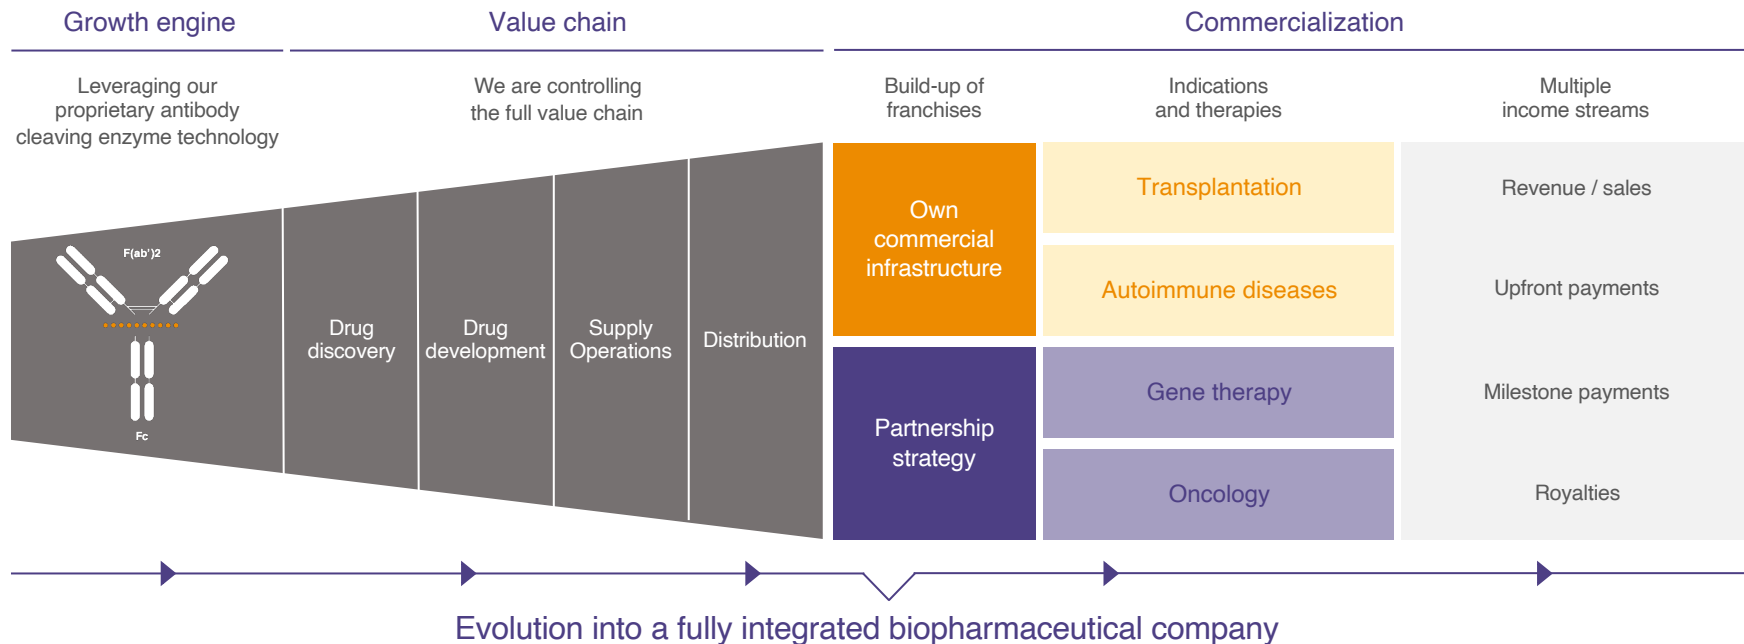 Growth engine
Value chain
Commercialization
Leveraging our
proprietary antibody
cleaving enzyme technology
We are controlling
the full value chain
Build-up of
franchises
Indications
and therapies
Multiple
income streams
F(ab')2
Fc
Drug
discovery
Drug
development
Supply
Operations
Distribution
Own
commercial
infrastructure
Partnership
strategy
Transplantation
Autoimmune diseases
Gene therapy
Oncology
Revenue / sales
Upfront payments
Milestone payments
Royalties
Evolution into a fully integrated biopharmaceutical company